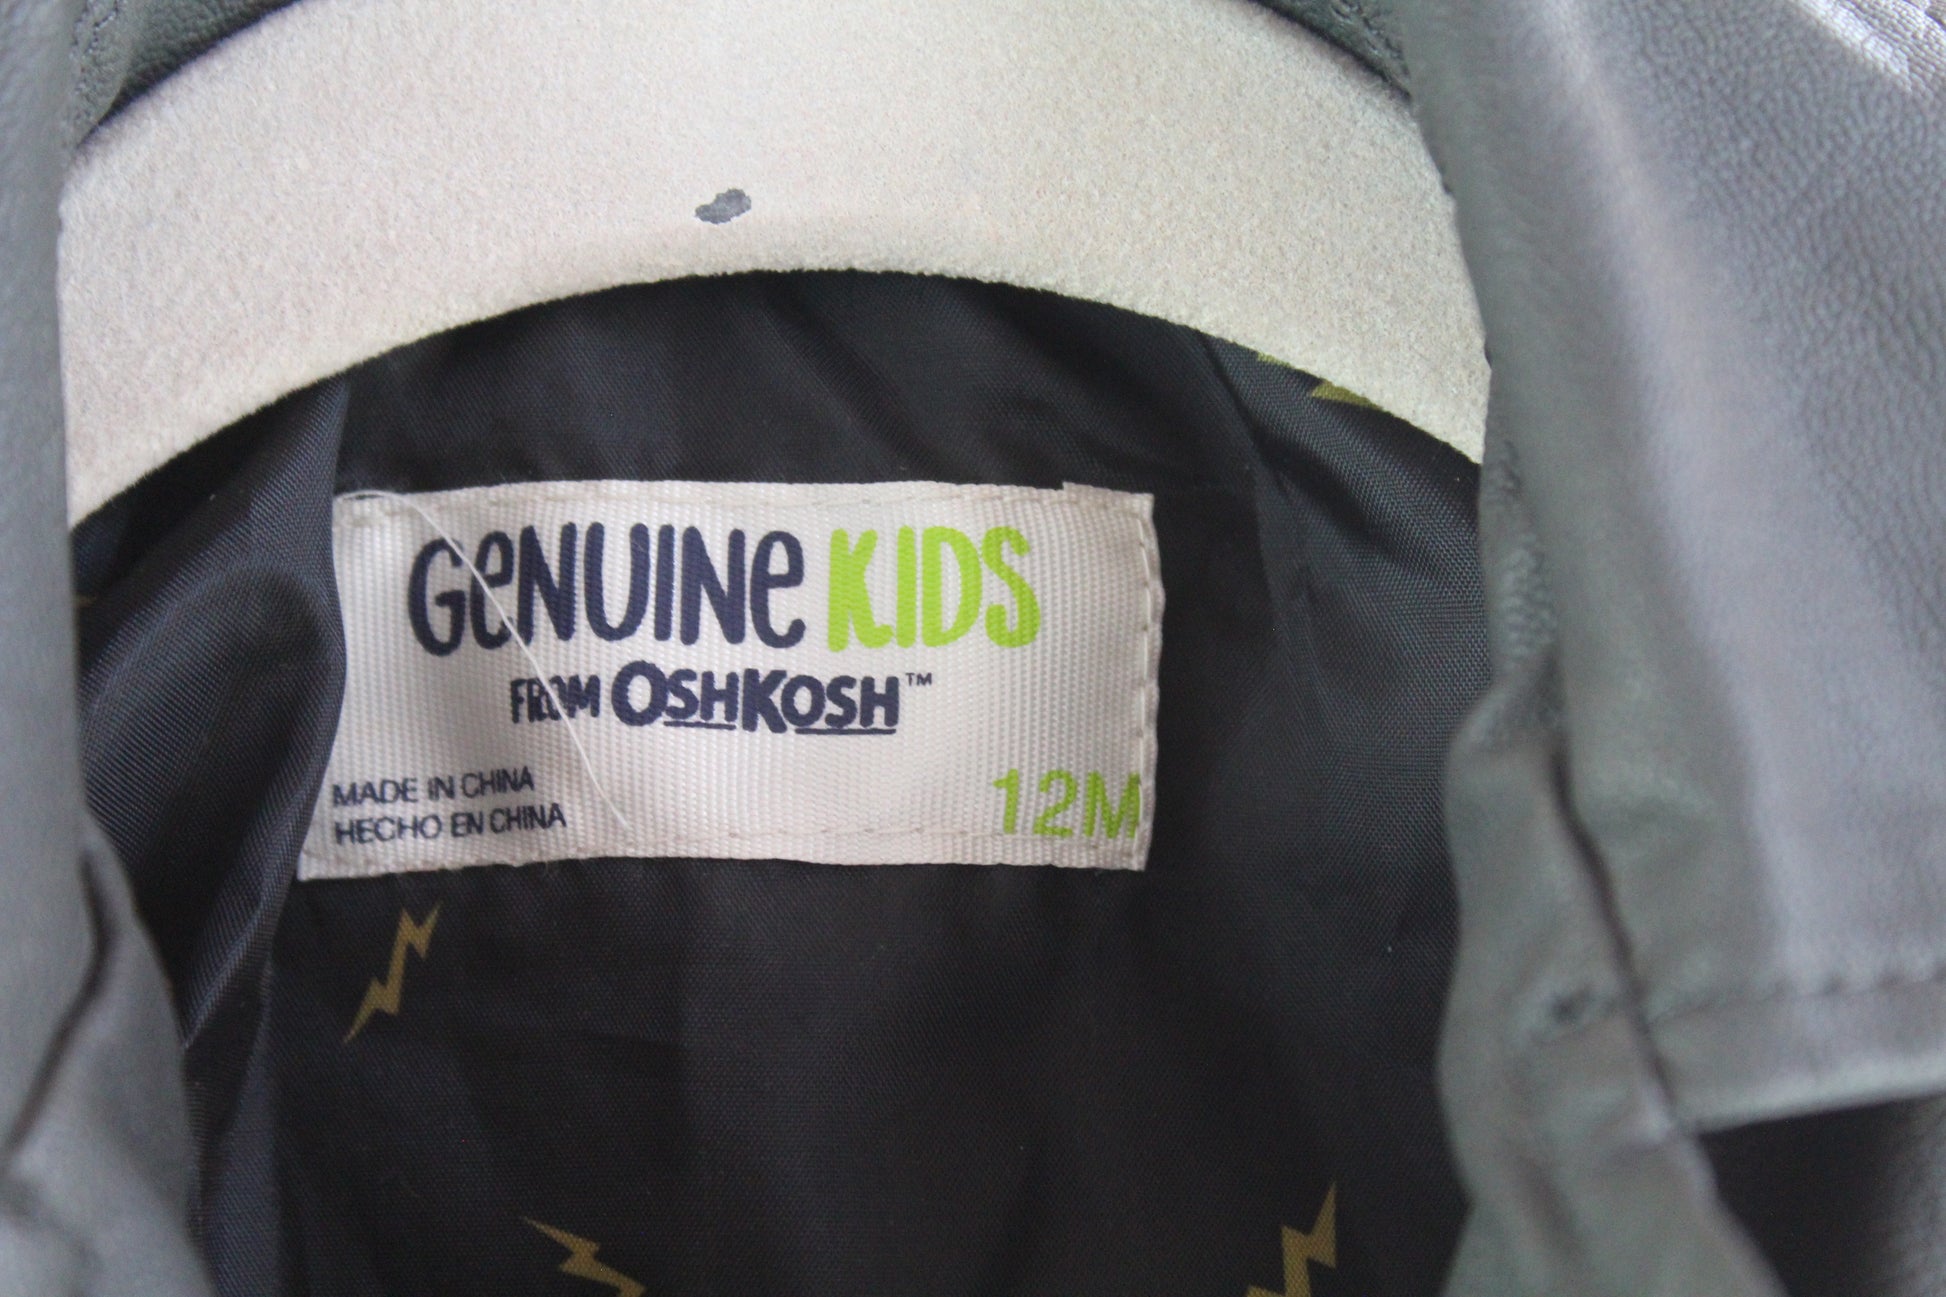 GeNUINe KIDS
FROM OSHKOSH™
MADE IN CHINA
HECHO EN CHINA
12M